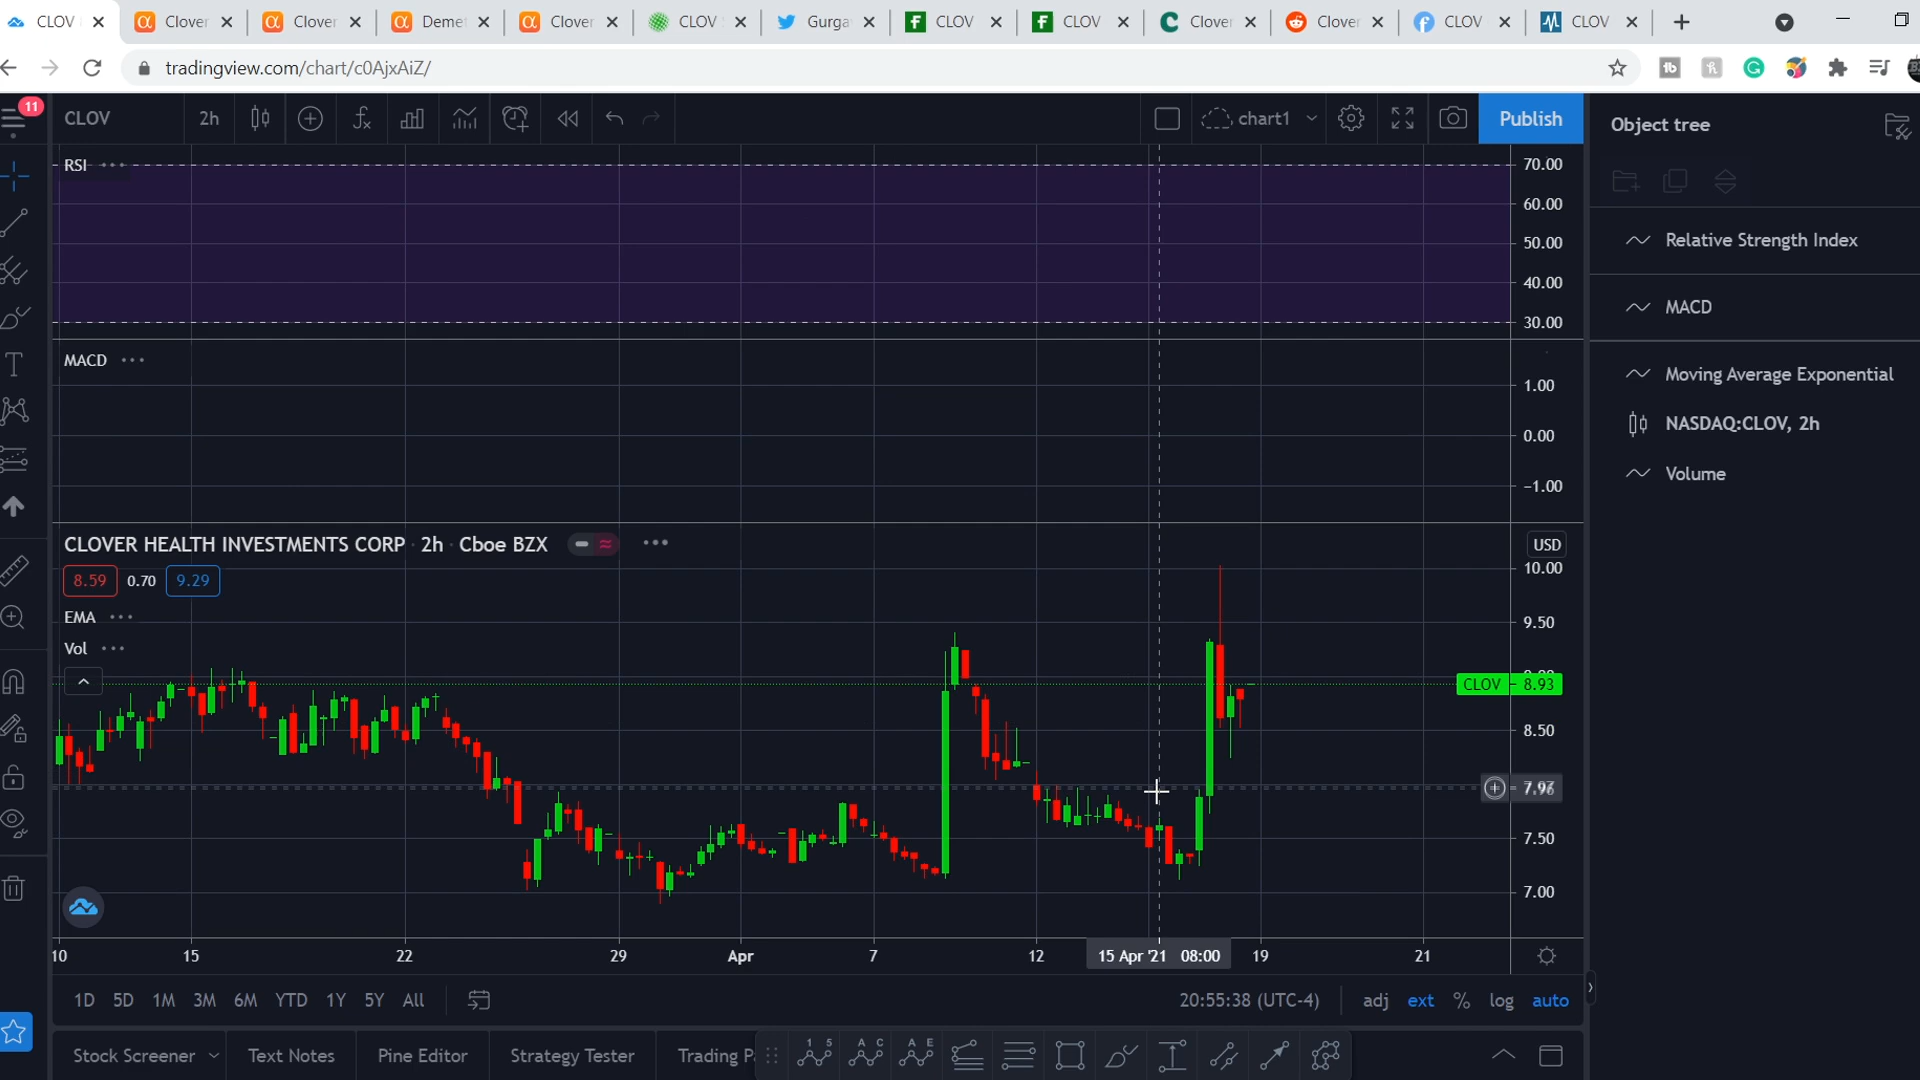 CLOV
Clover
Clover
Demet
Clover
CLOV
Gurga
CLOV
CLOV
Clover
Clover
CLOV
CLOV
tradingview.com/chart/c0AjxAiZ/
11
CLOV 2h
chart1
Publish
Object tree
RSI
70.00
60.00
50.00
40.00
30.00
Relative Strength Index
MACD
Moving Average Exponential
NASDAQ:CLOV, 2h
Volume
MACD
1.00
0.00
−1.00
CLOVER HEALTH INVESTMENTS CORP · 2h · Cboe BZX
USD
8.59 0.70 9.29
EMA
Vol
10.00
9.50
CLOV 8.93
8.50
7.50
7.00
10 15 22 29 Apr 7 12 15 Apr '21 08:00 19 21
1D 5D 1M 3M 6M YTD 1Y 5Y All
20:55:38 (UTC-4) adj ext % log auto
Stock Screener Text Notes Pine Editor Strategy Tester Trading P